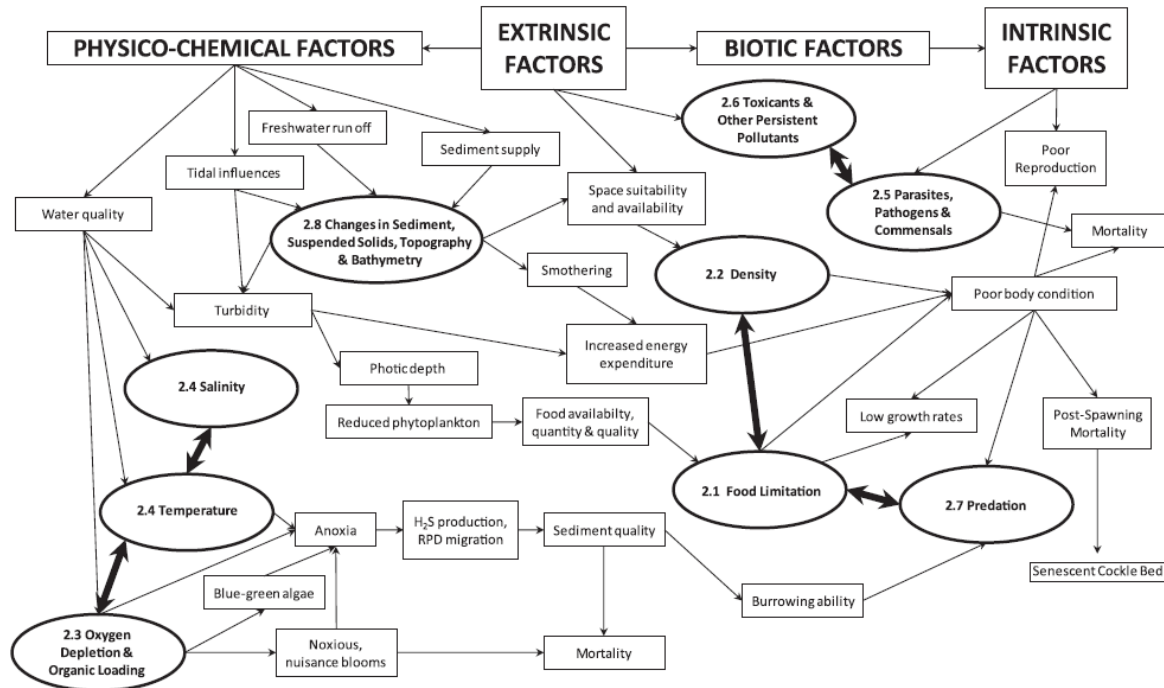 PHYSICO-CHEMICAL FACTORS
EXTRINSIC
FACTORS
BIOTIC FACTORS
INTRINSIC
FACTORS
2.6 Toxicants &
Other Persistent
Pollutants
Freshwater run off
Sediment supply
Poor
Reproduction
Tidal influences
Space suitability
and availability
2.5 Parasites,
Pathogens &
Commensals
Water quality
2.8 Changes in Sediment,
Suspended Solids, Topography
& Bathymetry
Mortality
Smothering
2.2 Density
Poor body condition
Turbidity
Increased energy
expenditure
2.4 Salinity
Photic depth
Reduced phytoplankton
Food availabilty,
quantity & quality
Low growth rates
Post-Spawning
Mortality
2.4 Temperature
2.1 Food Limitation
2.7 Predation
Anoxia
H₂S production,
RPD migration
Sediment quality
Senescent Cockle Bed
Blue-green algae
Burrowing ability
2.3 Oxygen
Depletion &
Organic Loading
Noxious,
nuisance blooms
Mortality